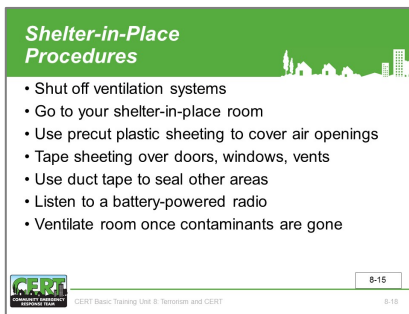 Shelter-in-Place
Procedures
• Shut off ventilation systems
• Go to your shelter-in-place room
• Use precut plastic sheeting to cover air openings
• Tape sheeting over doors, windows, vents
• Use duct tape to seal other areas
• Listen to a battery-powered radio
• Ventilate room once contaminants are gone
8-15
CERT
COMMUNITY EMERGENCY
RESPONSE TEAM
CERT Basic Training Unit 8: Terrorism and CERT
8-18